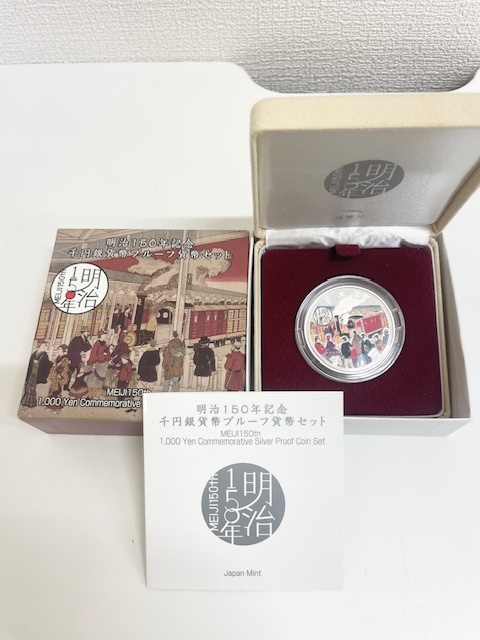 明治150年記念
千円銀貨幣プルーフ貨幣セット
明治
150年
MEIJI150th
MEIJI150th
1,000 Yen Commemorative
明治
150年
明治150年記念
千円銀貨幣プルーフ貨幣セット
MEIJI150th
1,000 Yen Commemorative Silver Proof Coin Set
明治
150年
MEIJI150th
Japan Mint